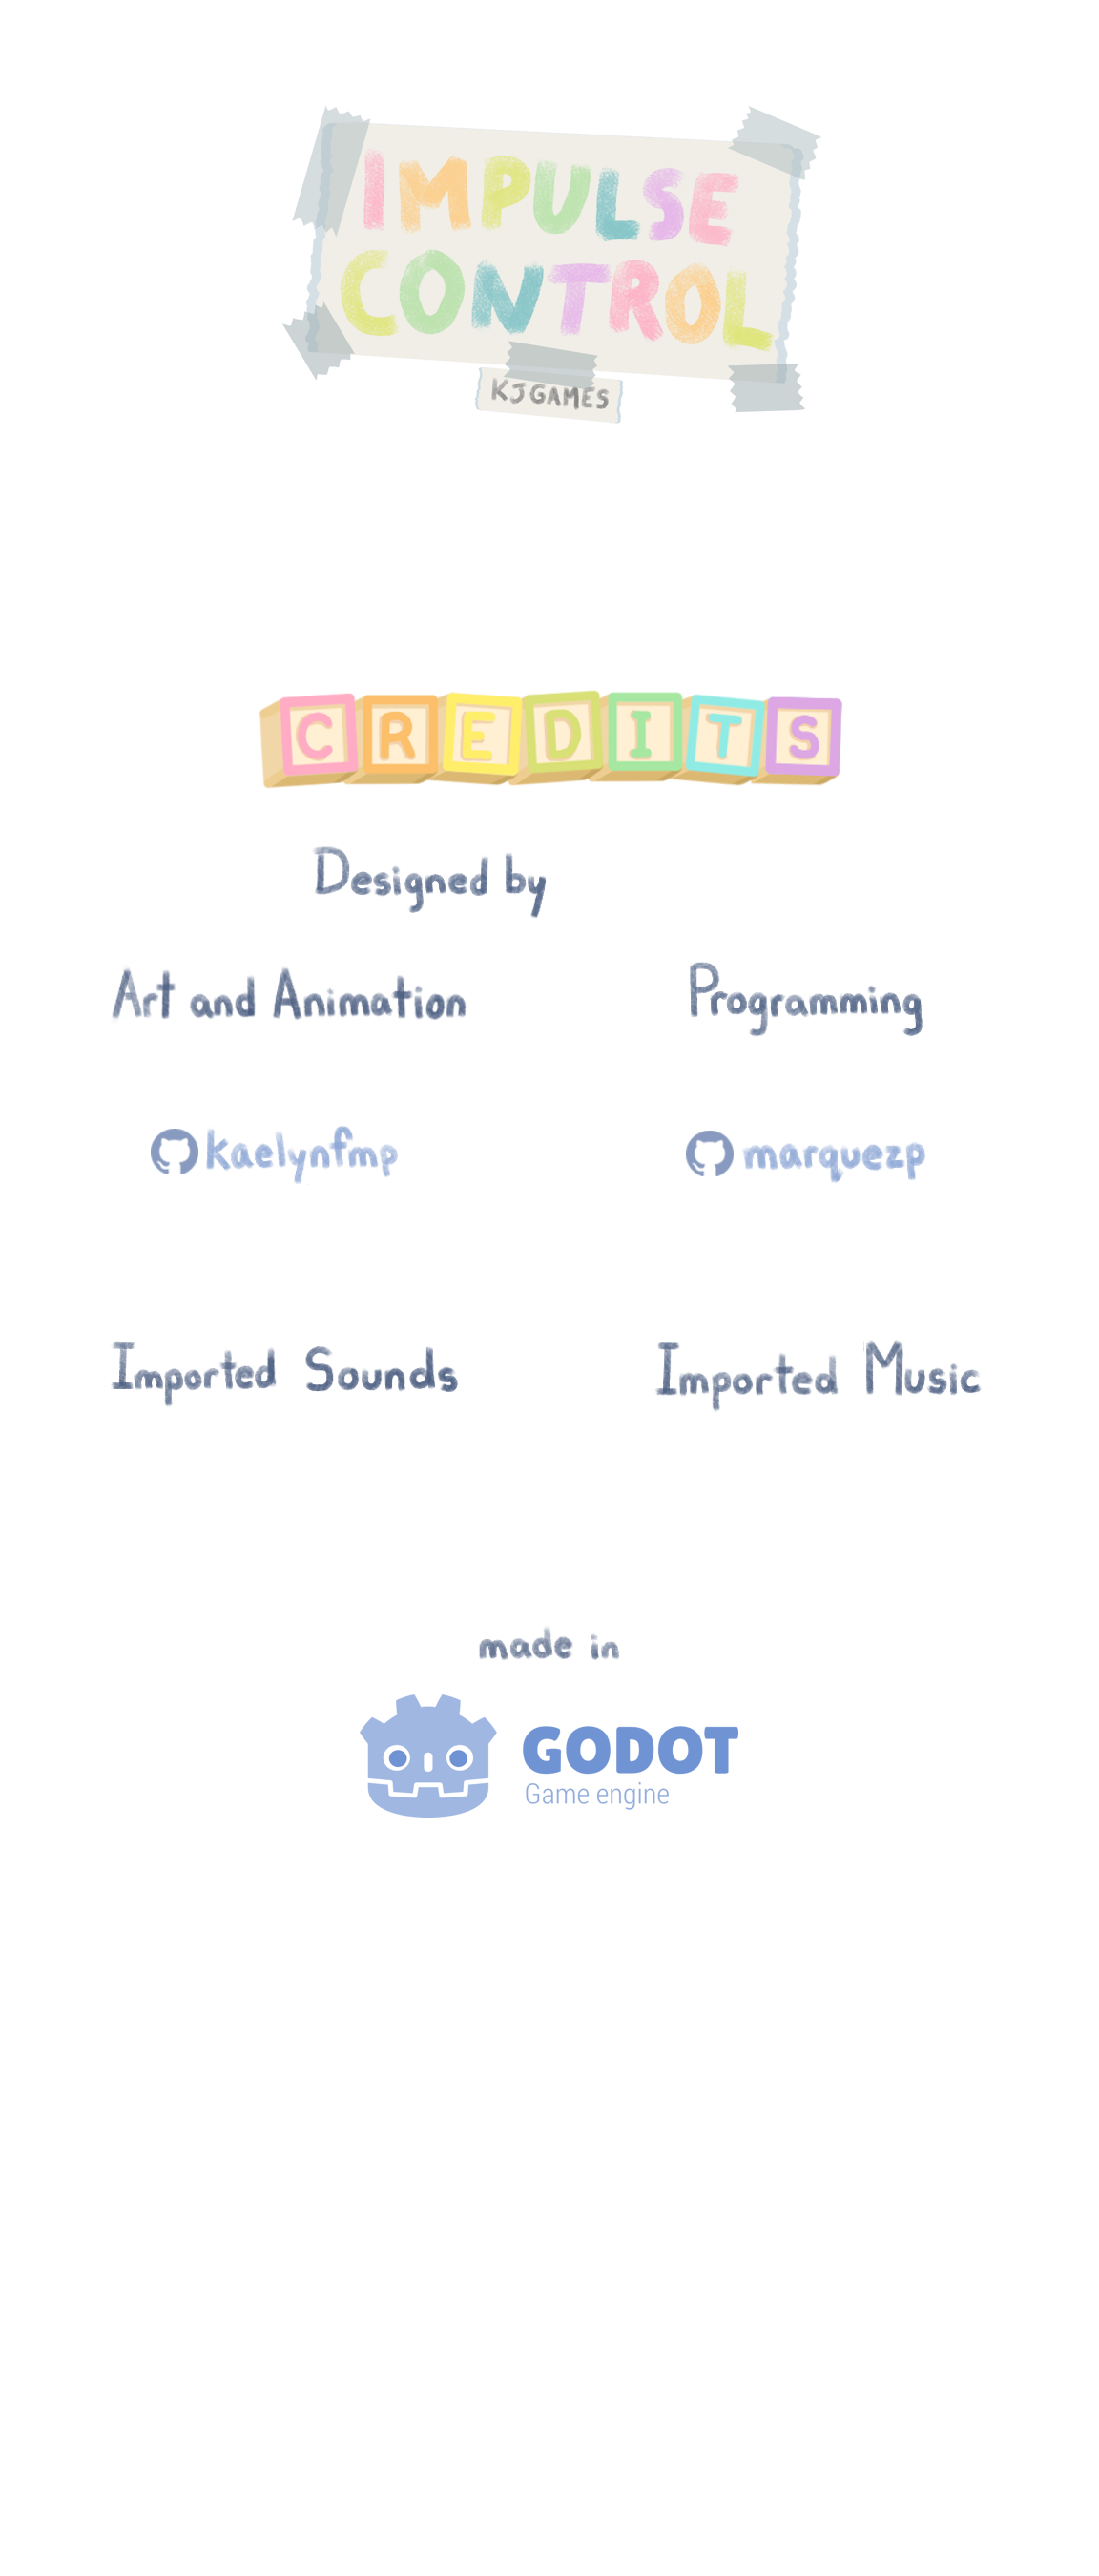 IMPULSE
CONTROL
KJGAMES
CREDITS
Designed by
Art and Animation
Programming
kaelynfmp
marquezp
Imported Sounds
Imported Music
made in
GODOT
Game engine